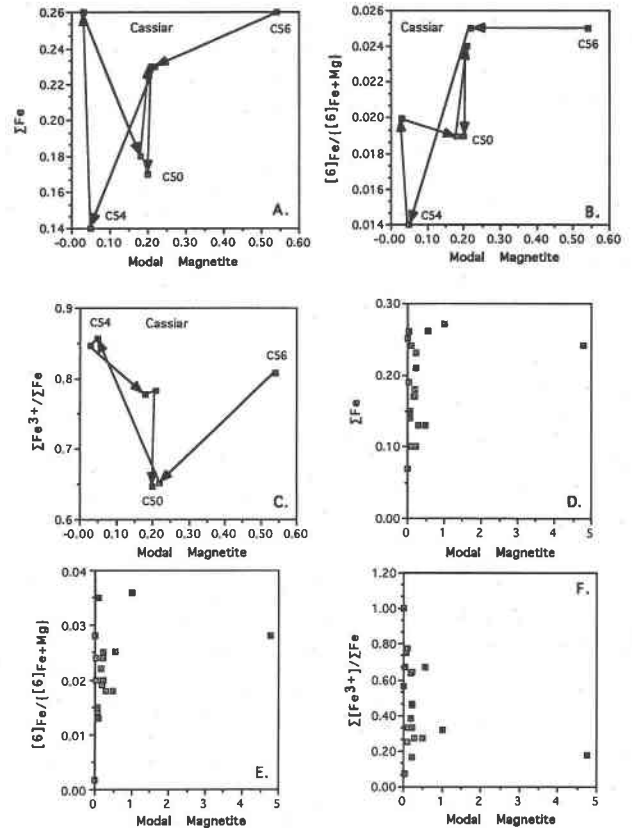 0.26
0.24
0.22
0.20
0.18
0.16
0.14
ΣFe
Cassiar
C56
C50
C54
A.
-0.00 0.10 0.20 0.30 0.40 0.50 0.60
Modal Magnetite
0.026
0.024
0.022
0.020
0.018
0.016
0.014
[6]Fe/([6]Fe+Mg)
Cassiar
C56
C50
C54
B.
-0.00 0.10 0.20 0.30 0.40 0.50 0.60
Modal Magnetite
0.9
0.8
0.7
0.6
ΣFe3+/ΣFe
C54
Cassiar
C56
C50
C.
-0.00 0.10 0.20 0.30 0.40 0.50 0.60
Modal Magnetite
0.30
0.20
0.10
0.00
ΣFe
D.
0 1 2 3 4 5
Modal Magnetite
0.04
0.03
0.02
0.01
0.00
[6]Fe/([6]Fe+Mg)
E.
0 1 2 3 4 5
Modal Magnetite
1.20
1.00
0.80
0.60
0.40
0.20
0.00
Σ[Fe3+]/ΣFe
F.
0 1 2 3 4 5
Modal Magnetite